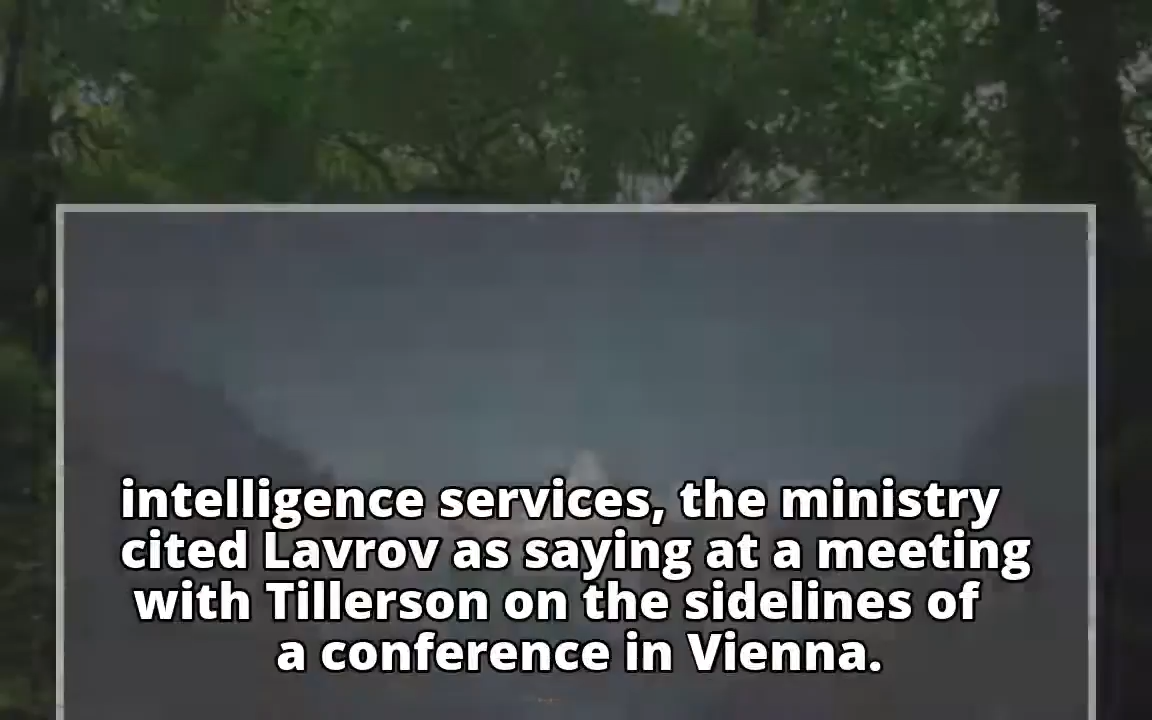 intelligence services, the ministry
cited Lavrov as saying at a meeting
with Tillerson on the sidelines of
a conference in Vienna.